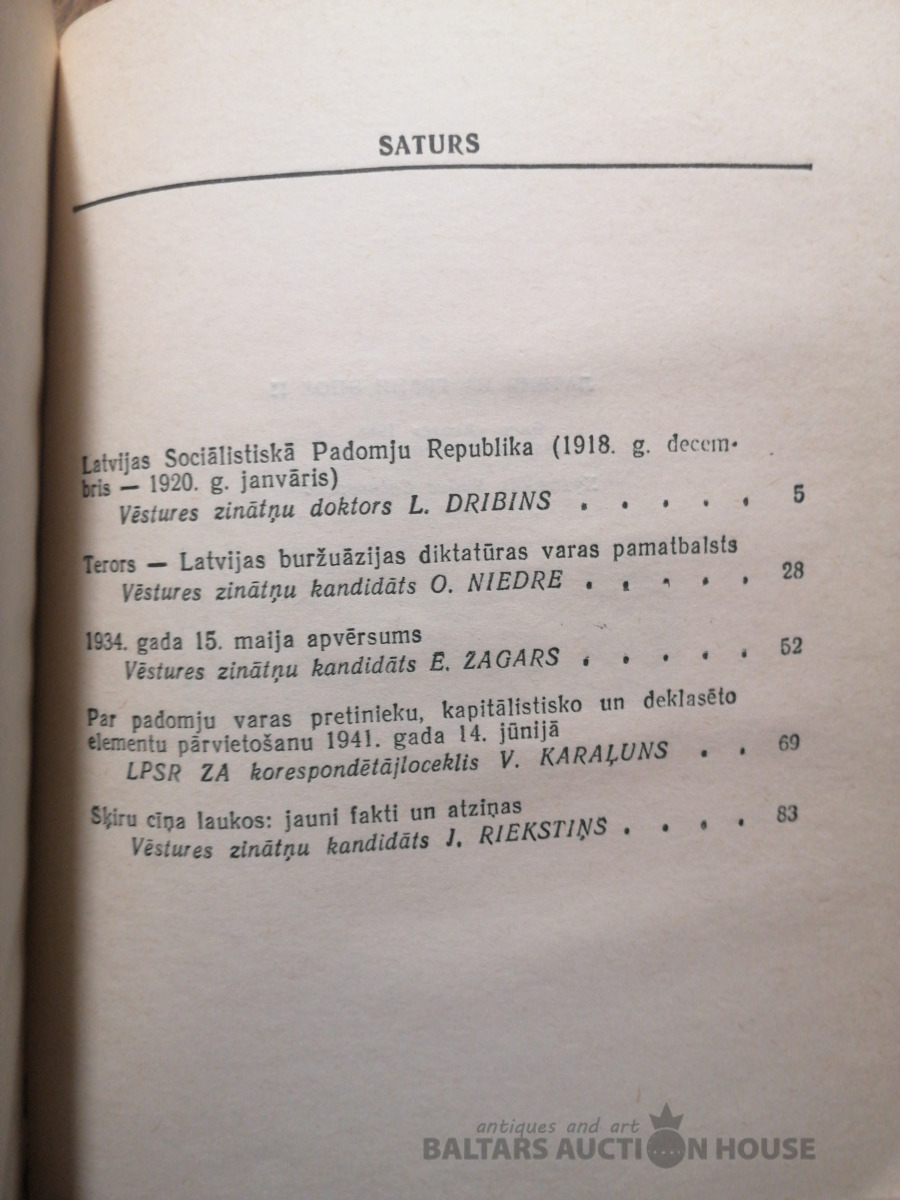 SATURS
Latvijas Sociālistiskā Padomju Republika (1918. g. decem-
bris — 1920. g. janvāris)
Vēstures zinātņu doktors L. DRIBINS . . . . . 5
Terors — Latvijas buržuāzijas diktatūras varas pamatbalsts
Vēstures zinātņu kandidāts O. NIEDRE . . . . . 28
1934. gada 15. maija apvērsums
Vēstures zinātņu kandidāts Ē. ŽAGARS . . . . . 52
Par padomju varas pretinieku, kapitālistisko un deklasēto
elementu pārvietošanu 1941. gada 14. jūnijā
LPSR ZA korespondētājloceklis V. KARAĻUNS . . 69
Šķiru cīņa laukos: jauni fakti un atziņas
Vēstures zinātņu kandidāts J. RIEKSTIŅŠ . . . . 83
antiques and art
BALTARS AUCTION HOUSE